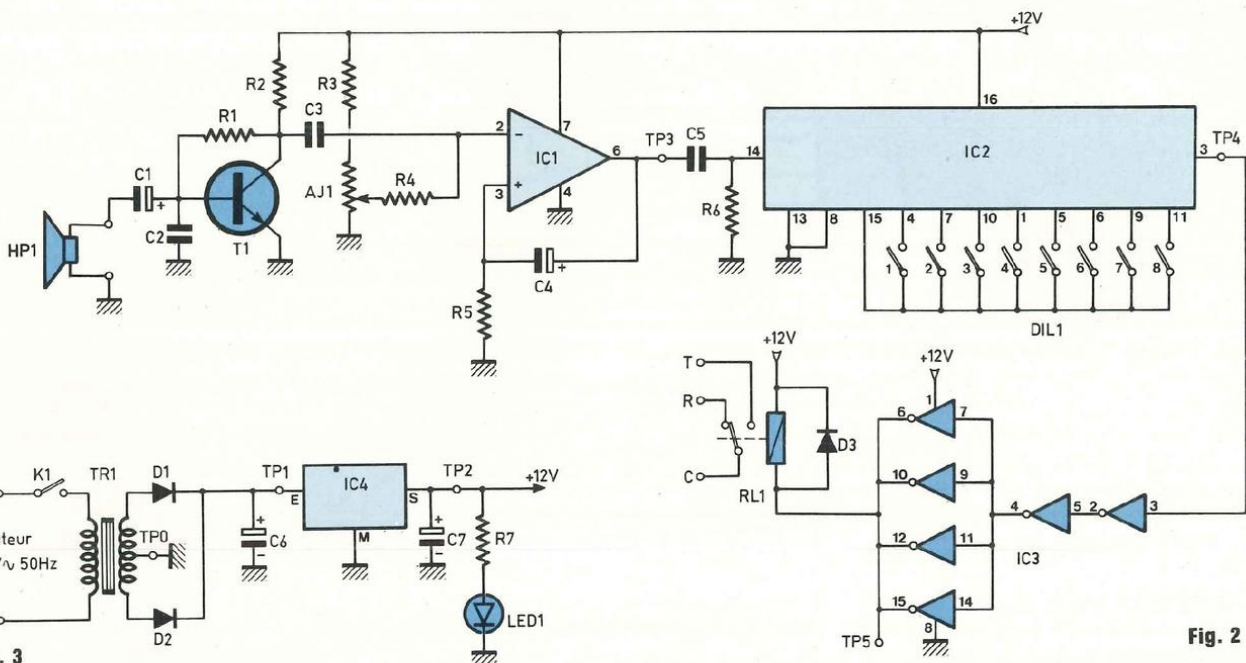 +12V
R2
R3
R1
C3
C1
+
C2
T1
HP1
AJ1
R4
2
-
7
IC1
6
3
+
4
TP3
C5
C4
+
R5
R6
16
14
IC2
3
TP4
13
8
15
4
7
10
1
5
6
9
11
1
2
3
4
5
6
7
8
DIL1
+12V
T
R
C
RL1
D3
+12V
1
6
7
10
9
12
11
15
14
8
4
5
2
3
IC3
TP5
Fig. 2
K1
TR1
D1
TP0
D2
TP1
E
IC4
S
M
TP2
+12V
+
C6
-
+
C7
-
R7
LED1
teur
∿ 50Hz
. 3